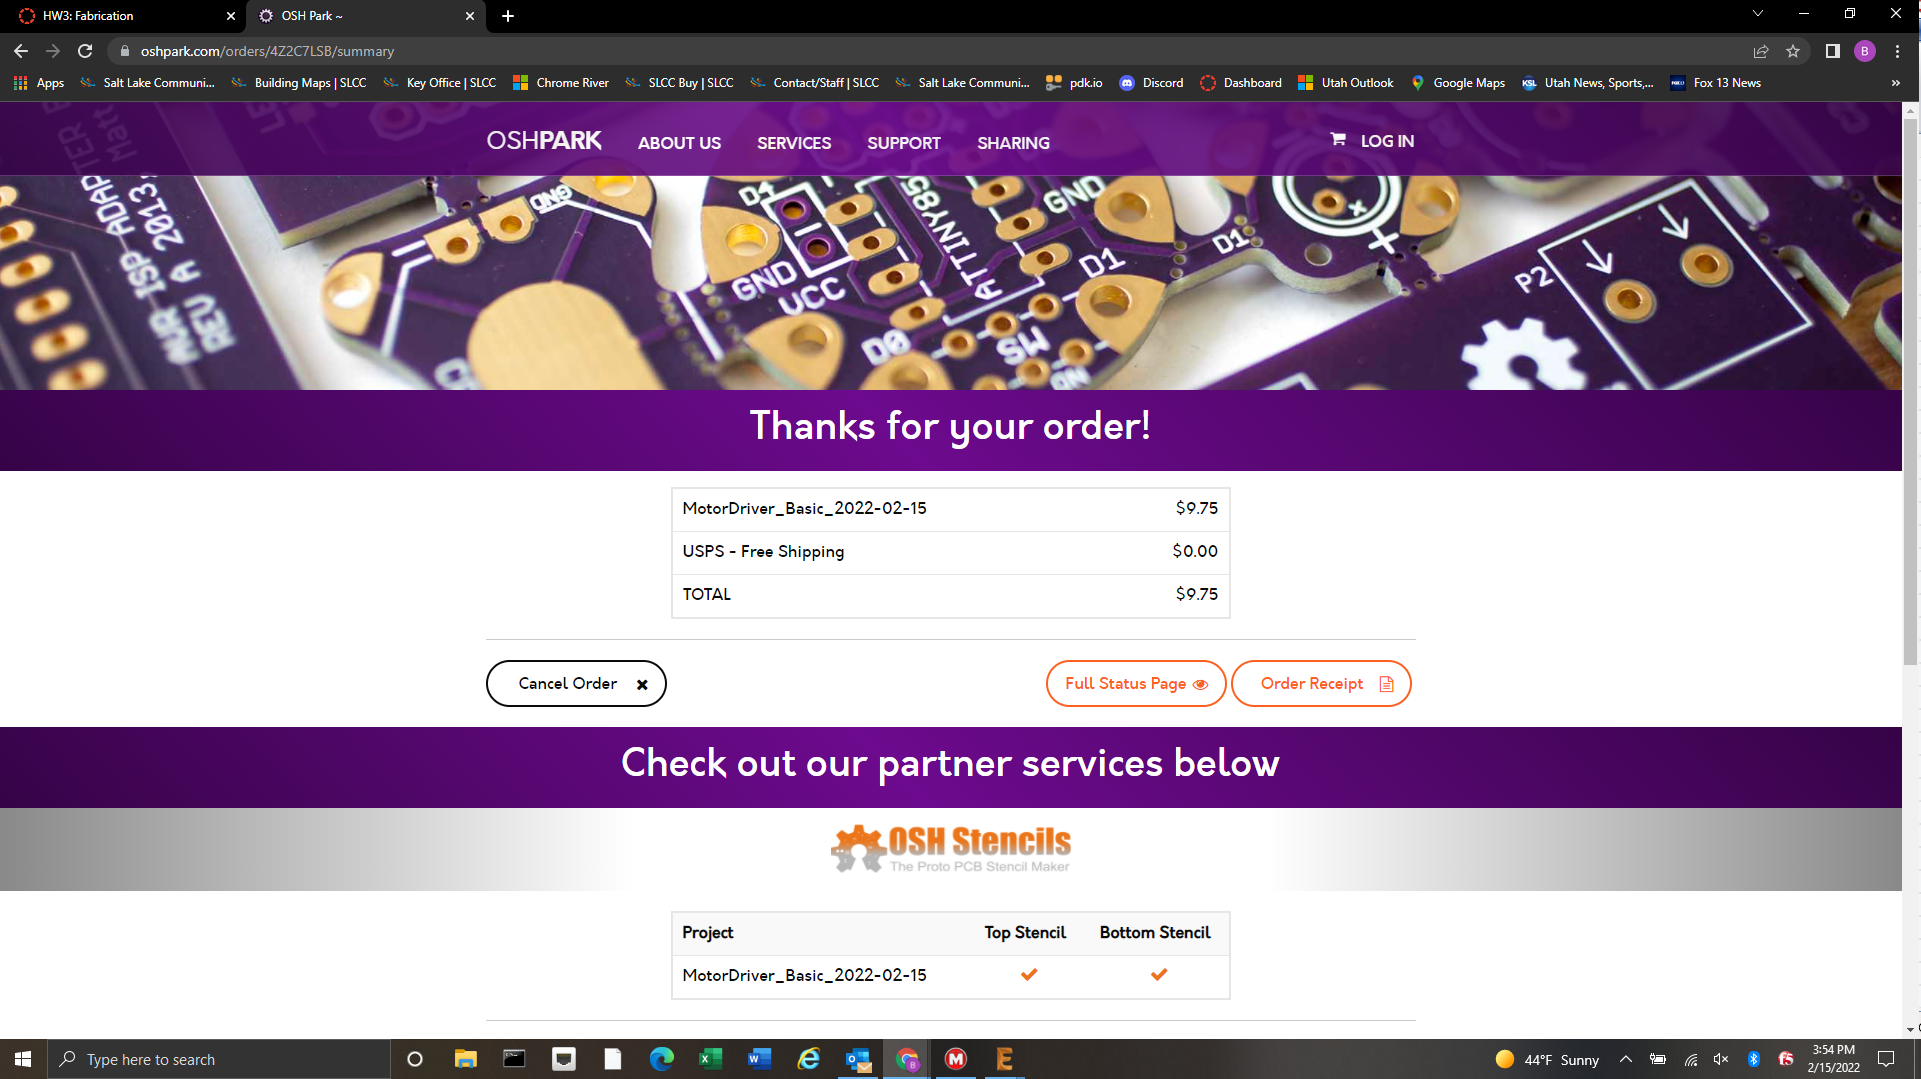 HW3: Fabrication
OSH Park ~
oshpark.com/orders/4Z2C7LSB/summary
B
Apps
Salt Lake Communi...
Building Maps | SLCC
Key Office | SLCC
Chrome River
SLCC Buy | SLCC
Contact/Staff | SLCC
Salt Lake Communi...
pdk.io
Discord
Dashboard
Utah Outlook
Google Maps
KSL
Utah News, Sports,...
Fox 13 News
»
OSHPARK
ABOUT US
SERVICES
SUPPORT
SHARING
LOG IN
AVR ISP ADAPTER
REV A 2013
GND
D4
ATTINY85
GND
GND
VCC
D1
D1
D0
P2
Thanks for your order!
MotorDriver_Basic_2022-02-15 $9.75
USPS - Free Shipping $0.00
TOTAL $9.75
Cancel Order
Full Status Page
Order Receipt
Check out our partner services below
OSH Stencils
The Proto PCB Stencil Maker
Project Top Stencil Bottom Stencil
MotorDriver_Basic_2022-02-15
Type here to search
44°F Sunny
3:54 PM
2/15/2022